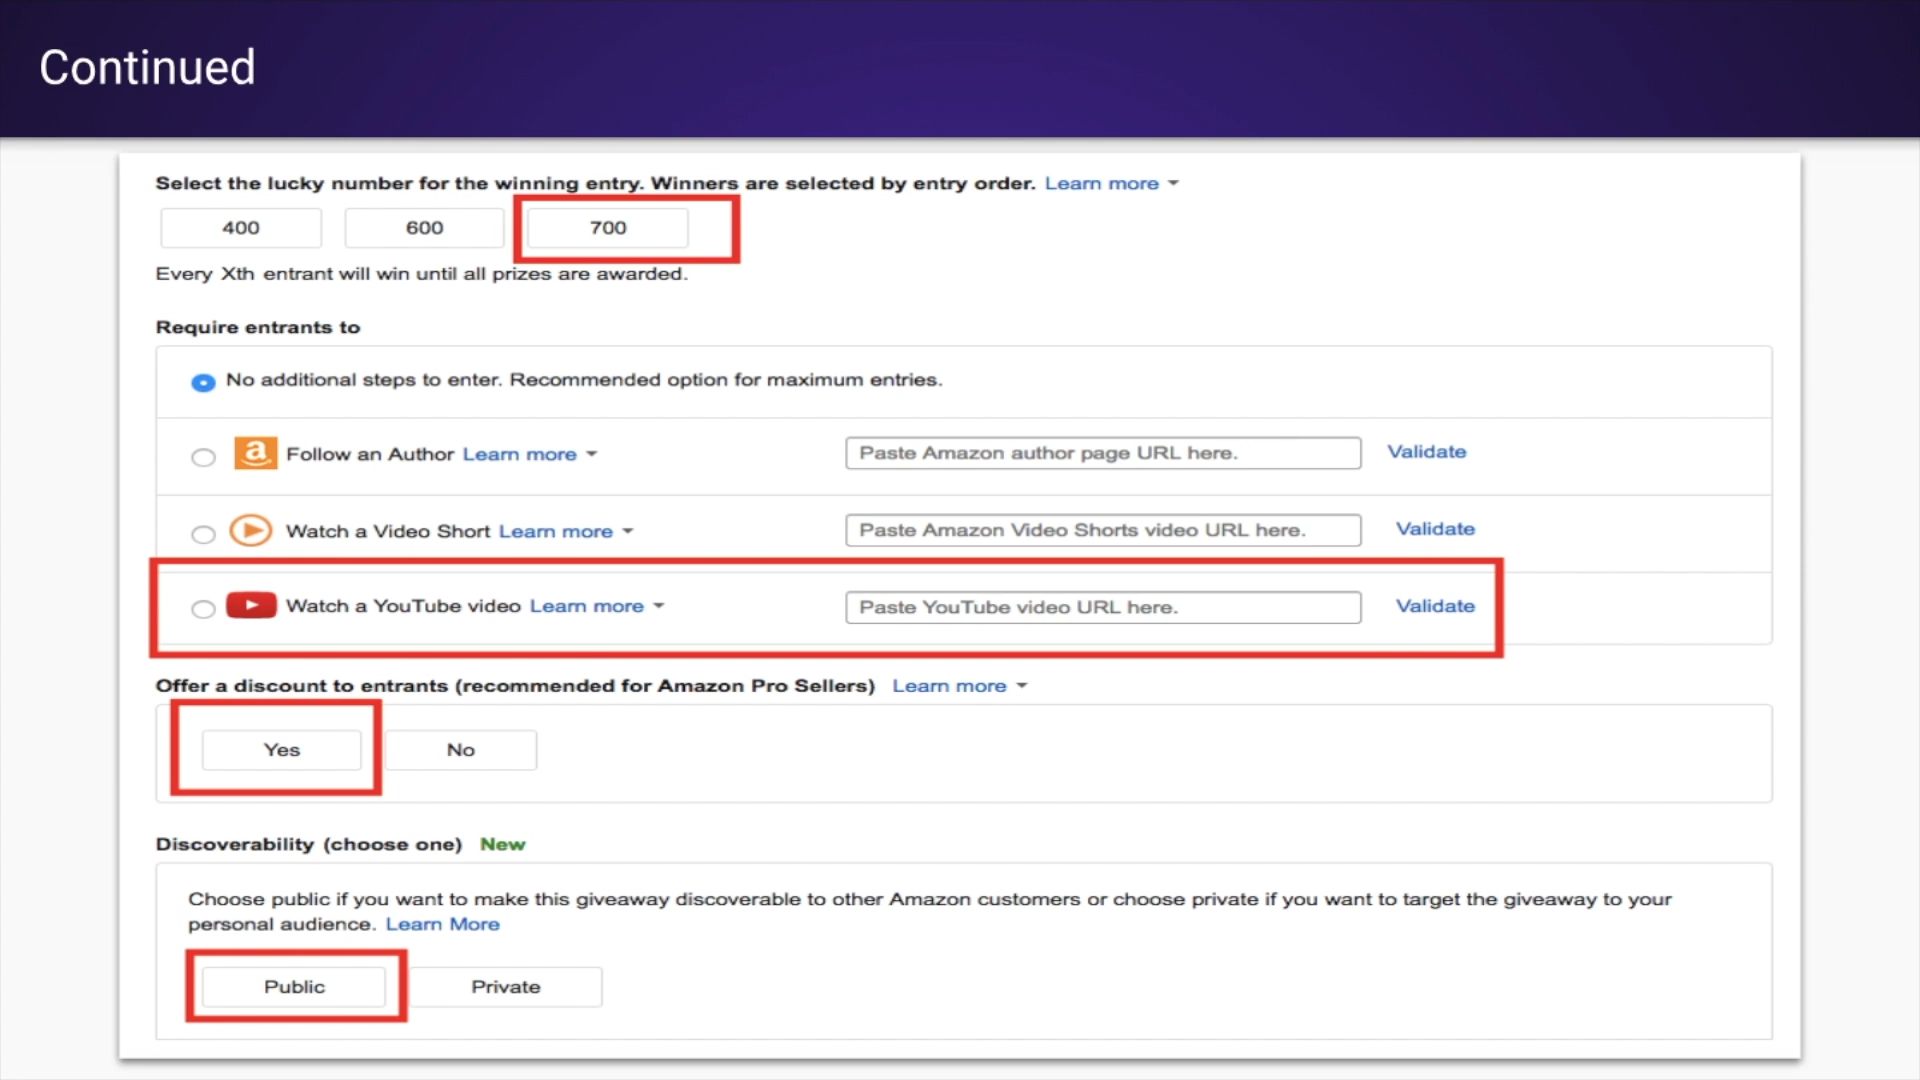 Continued
Select the lucky number for the winning entry. Winners are selected by entry order. Learn more
400 600 700
Every Xth entrant will win until all prizes are awarded.
Require entrants to
No additional steps to enter. Recommended option for maximum entries.
a Follow an Author Learn more Paste Amazon author page URL here. Validate
Watch a Video Short Learn more Paste Amazon Video Shorts video URL here. Validate
Watch a YouTube video Learn more Paste YouTube video URL here. Validate
Offer a discount to entrants (recommended for Amazon Pro Sellers) Learn more
Yes No
Discoverability (choose one) New
Choose public if you want to make this giveaway discoverable to other Amazon customers or choose private if you want to target the giveaway to your
personal audience. Learn More
Public Private